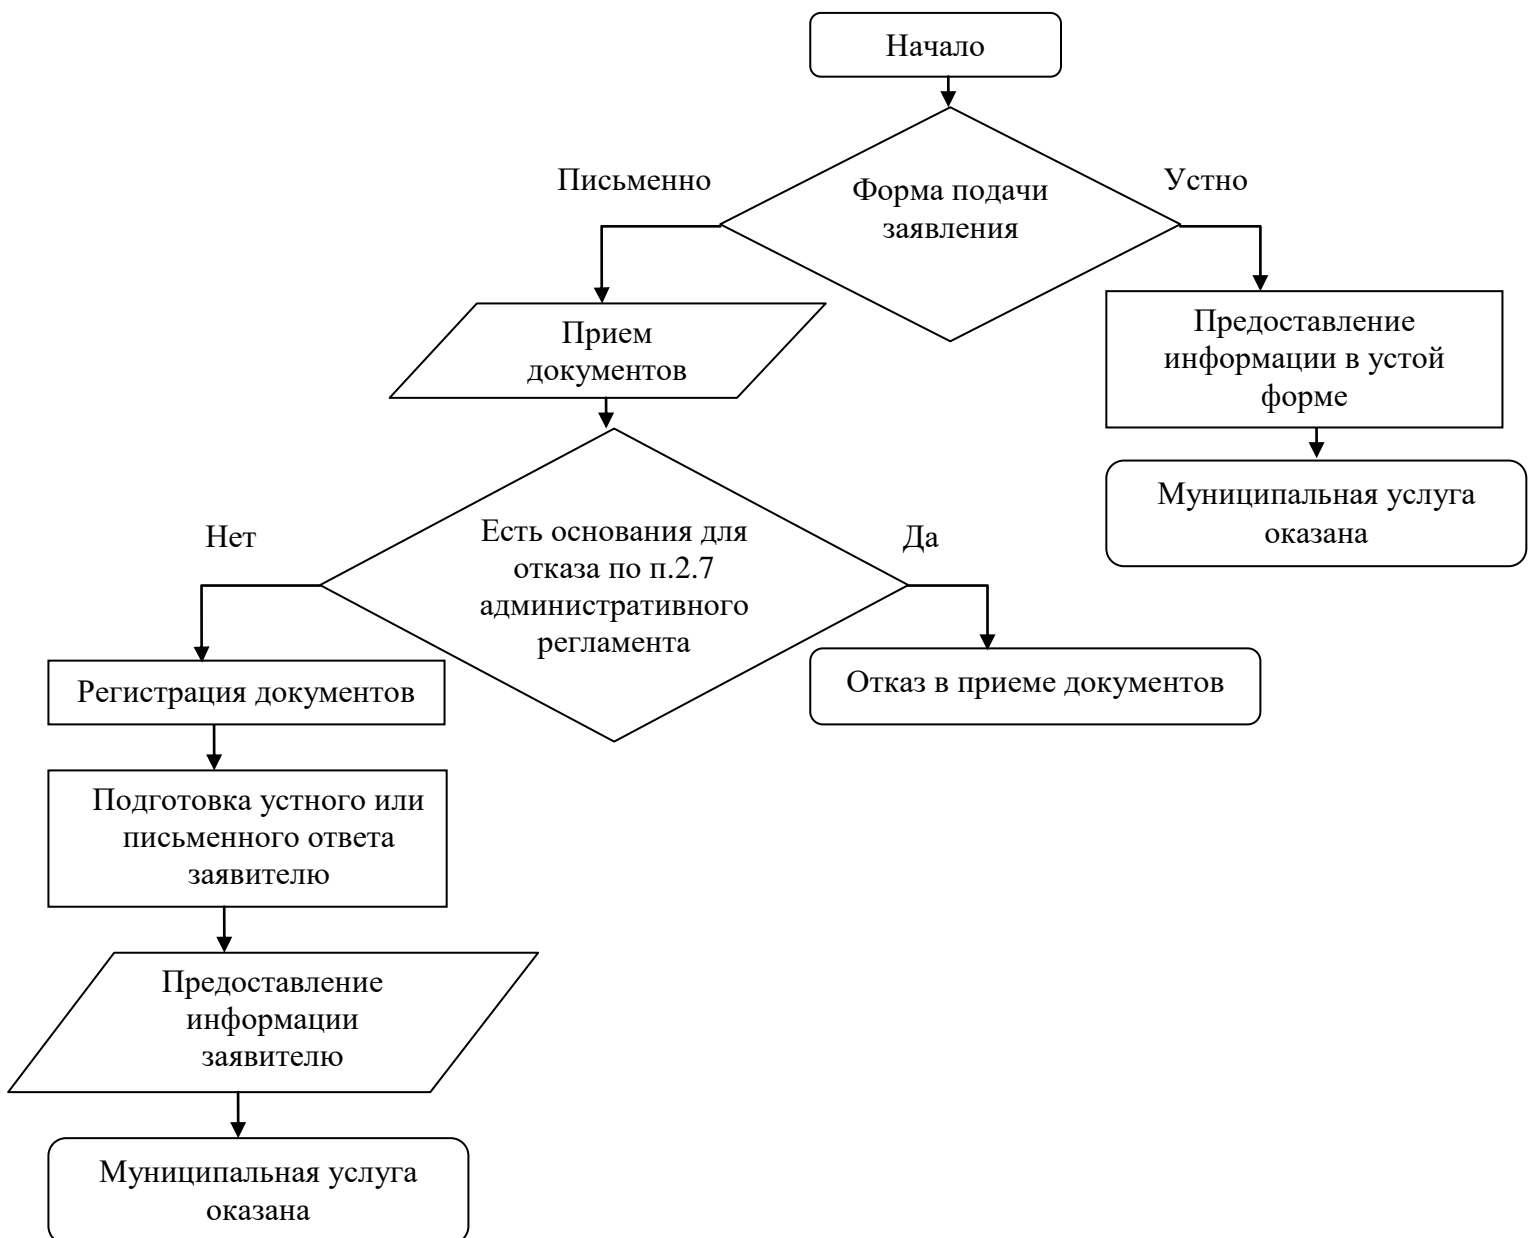 Начало
Письменно
Устно
Форма подачи
заявления
Прием
документов
Предоставление
информации в устой
форме
Муниципальная услуга
оказана
Нет
Да
Есть основания для
отказа по п.2.7
административного
регламента
Регистрация документов
Отказ в приеме документов
Подготовка устного или
письменного ответа
заявителю
Предоставление
информации
заявителю
Муниципальная услуга
оказана